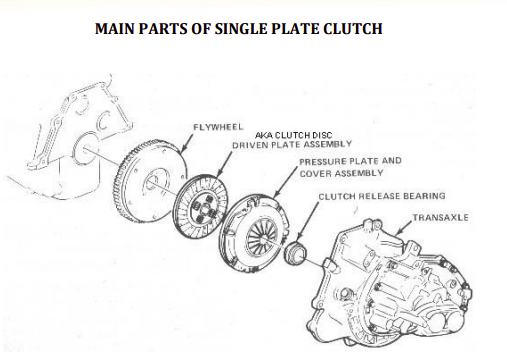 MAIN PARTS OF SINGLE PLATE CLUTCH
FLYWHEEL
AKA CLUTCH DISC
DRIVEN PLATE ASSEMBLY
PRESSURE PLATE AND
COVER ASSEMBLY
CLUTCH RELEASE BEARING
TRANSAXLE